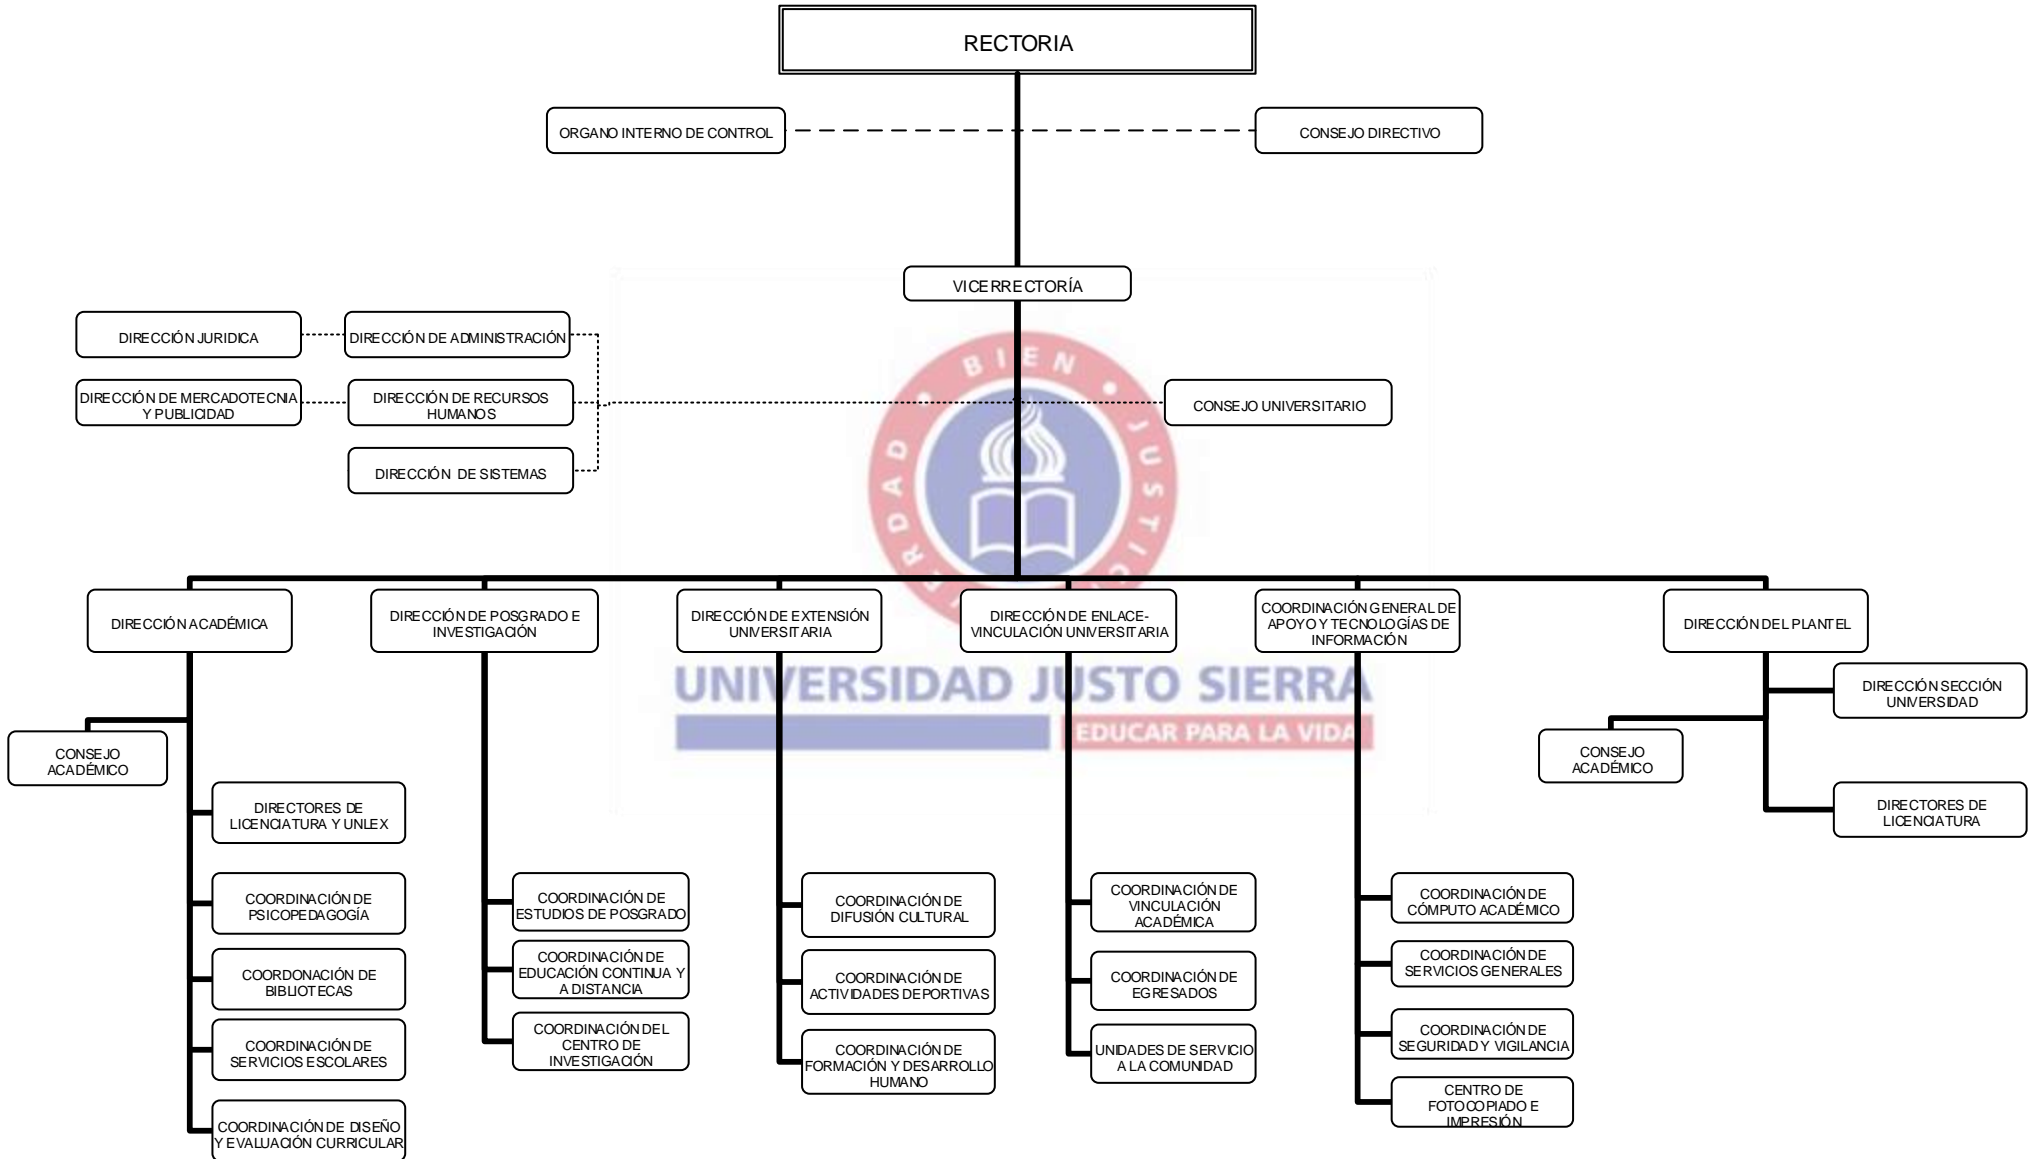 RECTORIA
ORGANO INTERNO DE CONTROL
CONSEJO DIRECTIVO
VICERRECTORÍA
DIRECCIÓN JURIDICA
DIRECCIÓN DE ADMINISTRACIÓN
DIRECCIÓN DE MERCADOTECNIA
Y PUBLICIDAD
DIRECCIÓN DE RECURSOS
HUMANOS
CONSEJO UNIVERSITARIO
DIRECCIÓN DE SISTEMAS
BIEN
JUSTICI
DIRECCIÓN ACADÉMICA
DIRECCIÓN DE POSGRADO E
INVESTIGACIÓN
DIRECCIÓN DE EXTENSIÓN
UNIVERSITARIA
DIRECCIÓN DE ENLACE-
VINCULACIÓN UNIVERSITARIA
COORDINACIÓN GENERAL DE
APOYO Y TECNOLOGÍAS DE
INFORMACIÓN
DIRECCIÓN DEL PLANTEL
UNIVERSIDAD JUSTO SIERRA
EDUCAR PARA LA VIDA
CONSEJO
ACADÉMICO
DIRECTORES DE
LICENCIATURA Y UNLEX
COORDINACIÓN DE
PSICOPEDAGOGÍA
COORDONACIÓN DE
BIBLIOTECAS
COORDINACIÓN DE
SERVICIOS ESCOLARES
COORDINACIÓN DE DISEÑO
Y EVALUACIÓN CURRICULAR
COORDINACIÓN DE
ESTUDIOS DE POSGRADO
COORDINACIÓN DE
EDUCACIÓN CONTINUA Y
A DISTANCIA
COORDINACIÓN DEL
CENTRO DE
INVESTIGACIÓN
COORDINACIÓN DE
DIFUSIÓN CULTURAL
COORDINACIÓN DE
ACTIVIDADES DEPORTIVAS
COORDINACIÓN DE
FORMACIÓN Y DESARROLLO
HUMANO
COORDINACIÓN DE
VINCULACIÓN
ACADÉMICA
COORDINACIÓN DE
EGRESADOS
UNIDADES DE SERVICIO
A LA COMUNIDAD
COORDINACIÓN DE
CÓMPUTO ACADÉMICO
COORDINACIÓN DE
SERVICIOS GENERALES
COORDINACIÓN DE
SEGURIDAD Y VIGILANCIA
CENTRO DE
FOTOCOPIADO E
IMPRESIÓN
DIRECCIÓN SECCIÓN
UNIVERSIDAD
CONSEJO
ACADÉMICO
DIRECTORES DE
LICENCIATURA